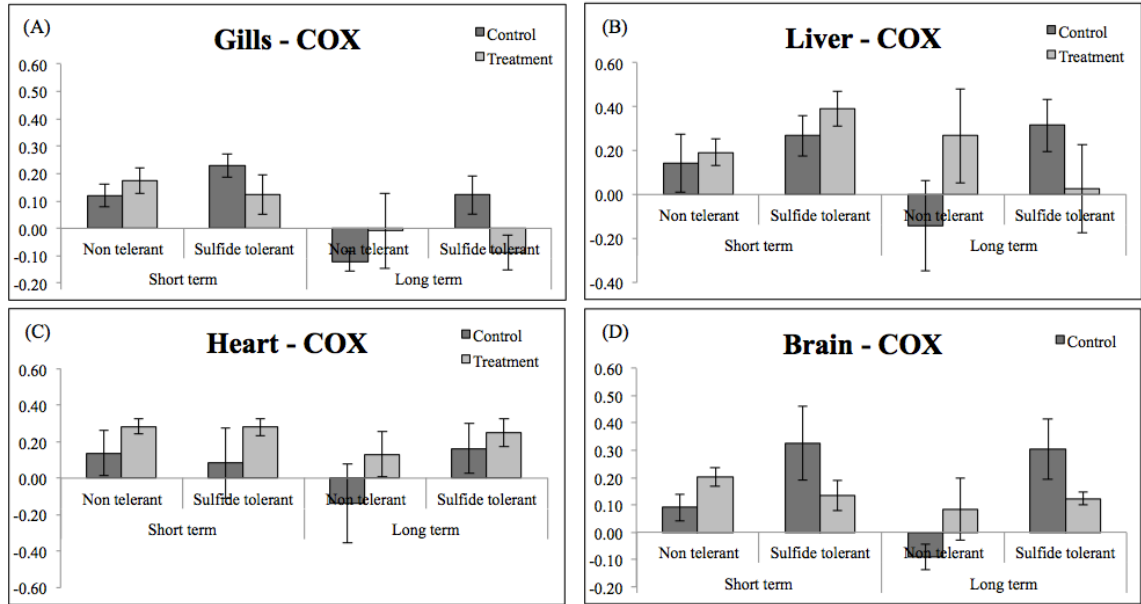 (A)
Gills - COX
Control
Treatment
0.60
0.50
0.40
0.30
0.20
0.10
0.00
-0.10
-0.20
Non telerant
Sulfide tolerant
Non telerant
Sulfide tolerant
Short term
Long term
(B)
Liver - COX
Control
Treatment
0.60
0.40
0.20
0.00
-0.20
-0.40
Non telerant
Sulfide tolerant
Non telerant
Sulfide tolerant
Short term
Long term
(C)
Heart - COX
Control
Treatment
0.60
0.40
0.20
0.00
-0.20
-0.40
-0.60
Non telerant
Sulfide tolerant
Non telerant
Sulfide tolerant
Short term
Long term
(D)
Brain - COX
Control
0.60
0.50
0.40
0.30
0.20
0.10
0.00
-0.10
-0.20
Non telerant
Sulfide tolerant
Non telerant
Sulfide tolerant
Short term
Long term